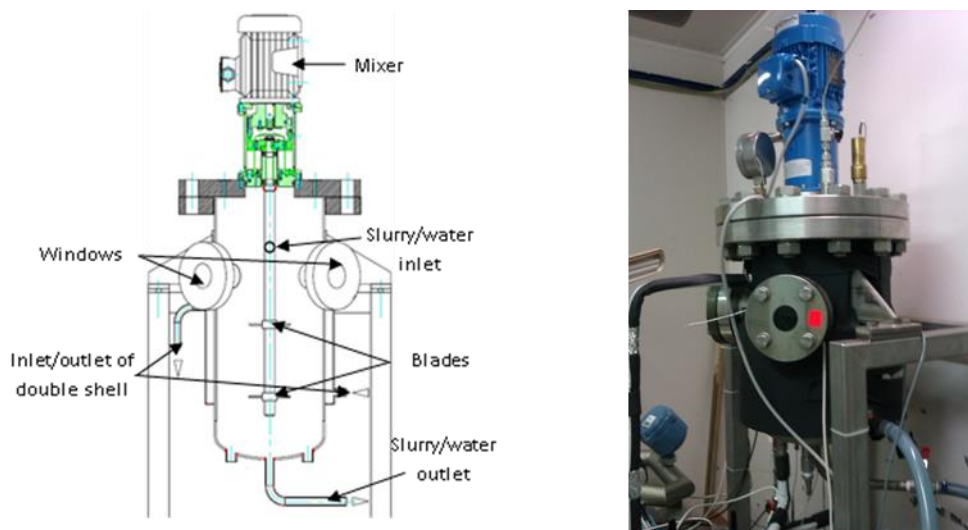 Mixer
Slurry/water
inlet
Windows
Inlet/outlet of
double shell
Blades
Slurry/water
outlet